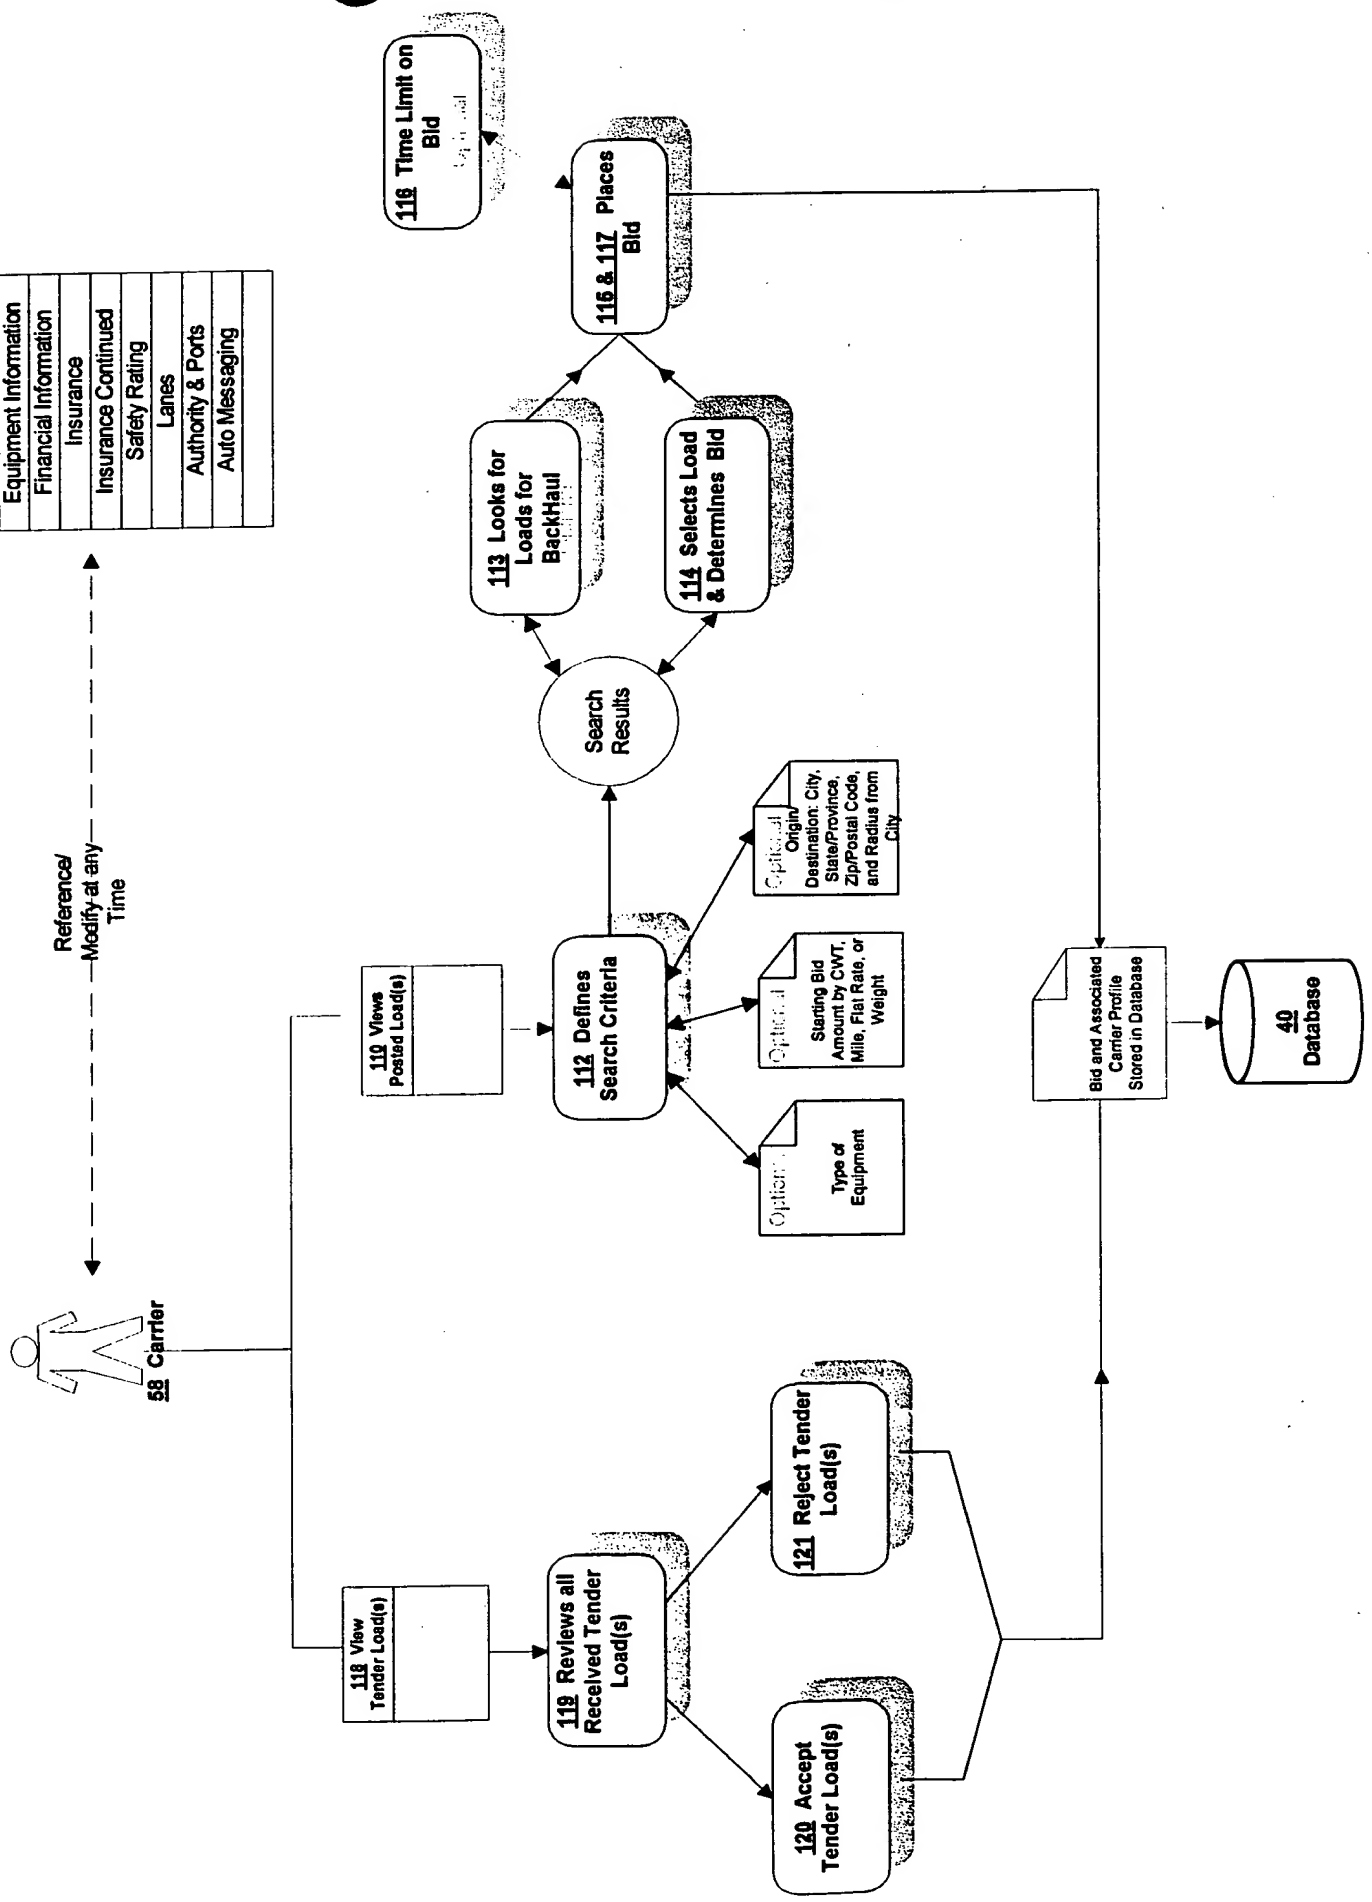 Equipment Information
Financial Information
Insurance
Insurance Continued
Safety Rating
Lanes
Authority & Ports
Auto Messaging
Reference/
Modify at any
Time
58 Carrier
118 View
Tender Load(s)
110 Views
Posted Load(s)
119 Reviews all
Received Tender
Load(s)
120 Accept
Tender Load(s)
121 Reject Tender
Load(s)
112 Defines
Search Criteria
Optional
Type of
Equipment
Optional
Starting Bid
Amount by CWT,
Mile, Flat Rate, or
Weight
Optional
Origin/
Destination: City,
State/Province,
Zip/Postal Code,
and Radius from
City
Search
Results
113 Looks for
Loads for
BackHaul
114 Selects Load
& Determines Bid
116 & 117 Places
Bid
116 Time Limit on
Bid
Optional
Bid and Associated
Carrier Profile
Stored in Database
40
Database